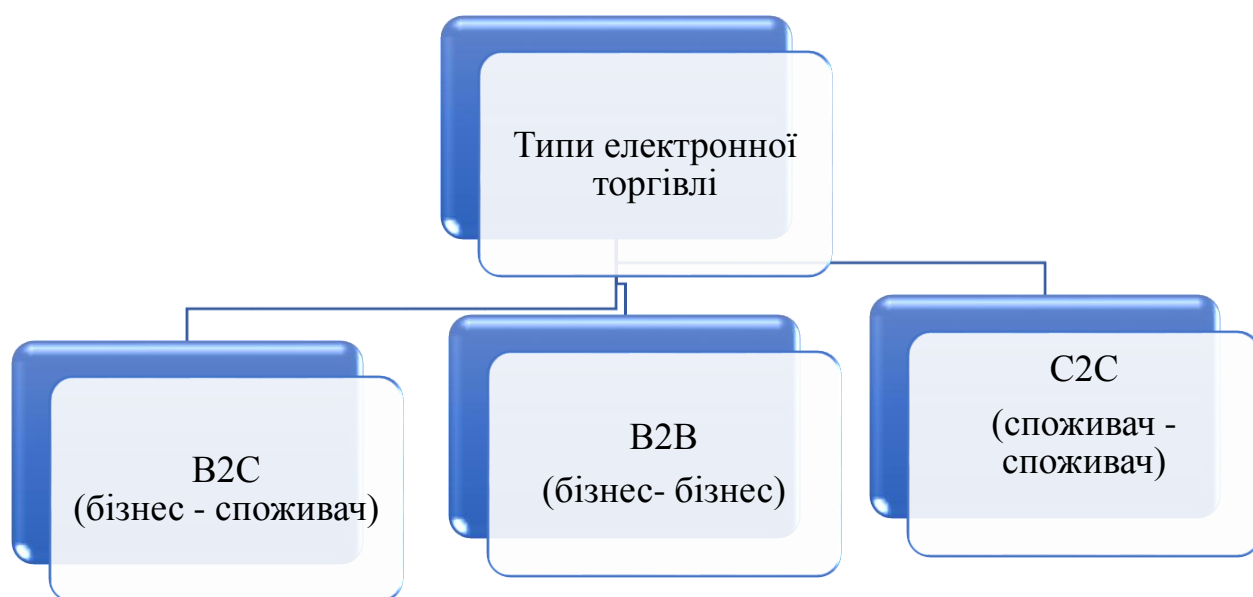 Типи електронної
торгівлі
B2C
(бізнес - споживач)
B2B
(бізнес- бізнес)
C2C
(споживач -
споживач)